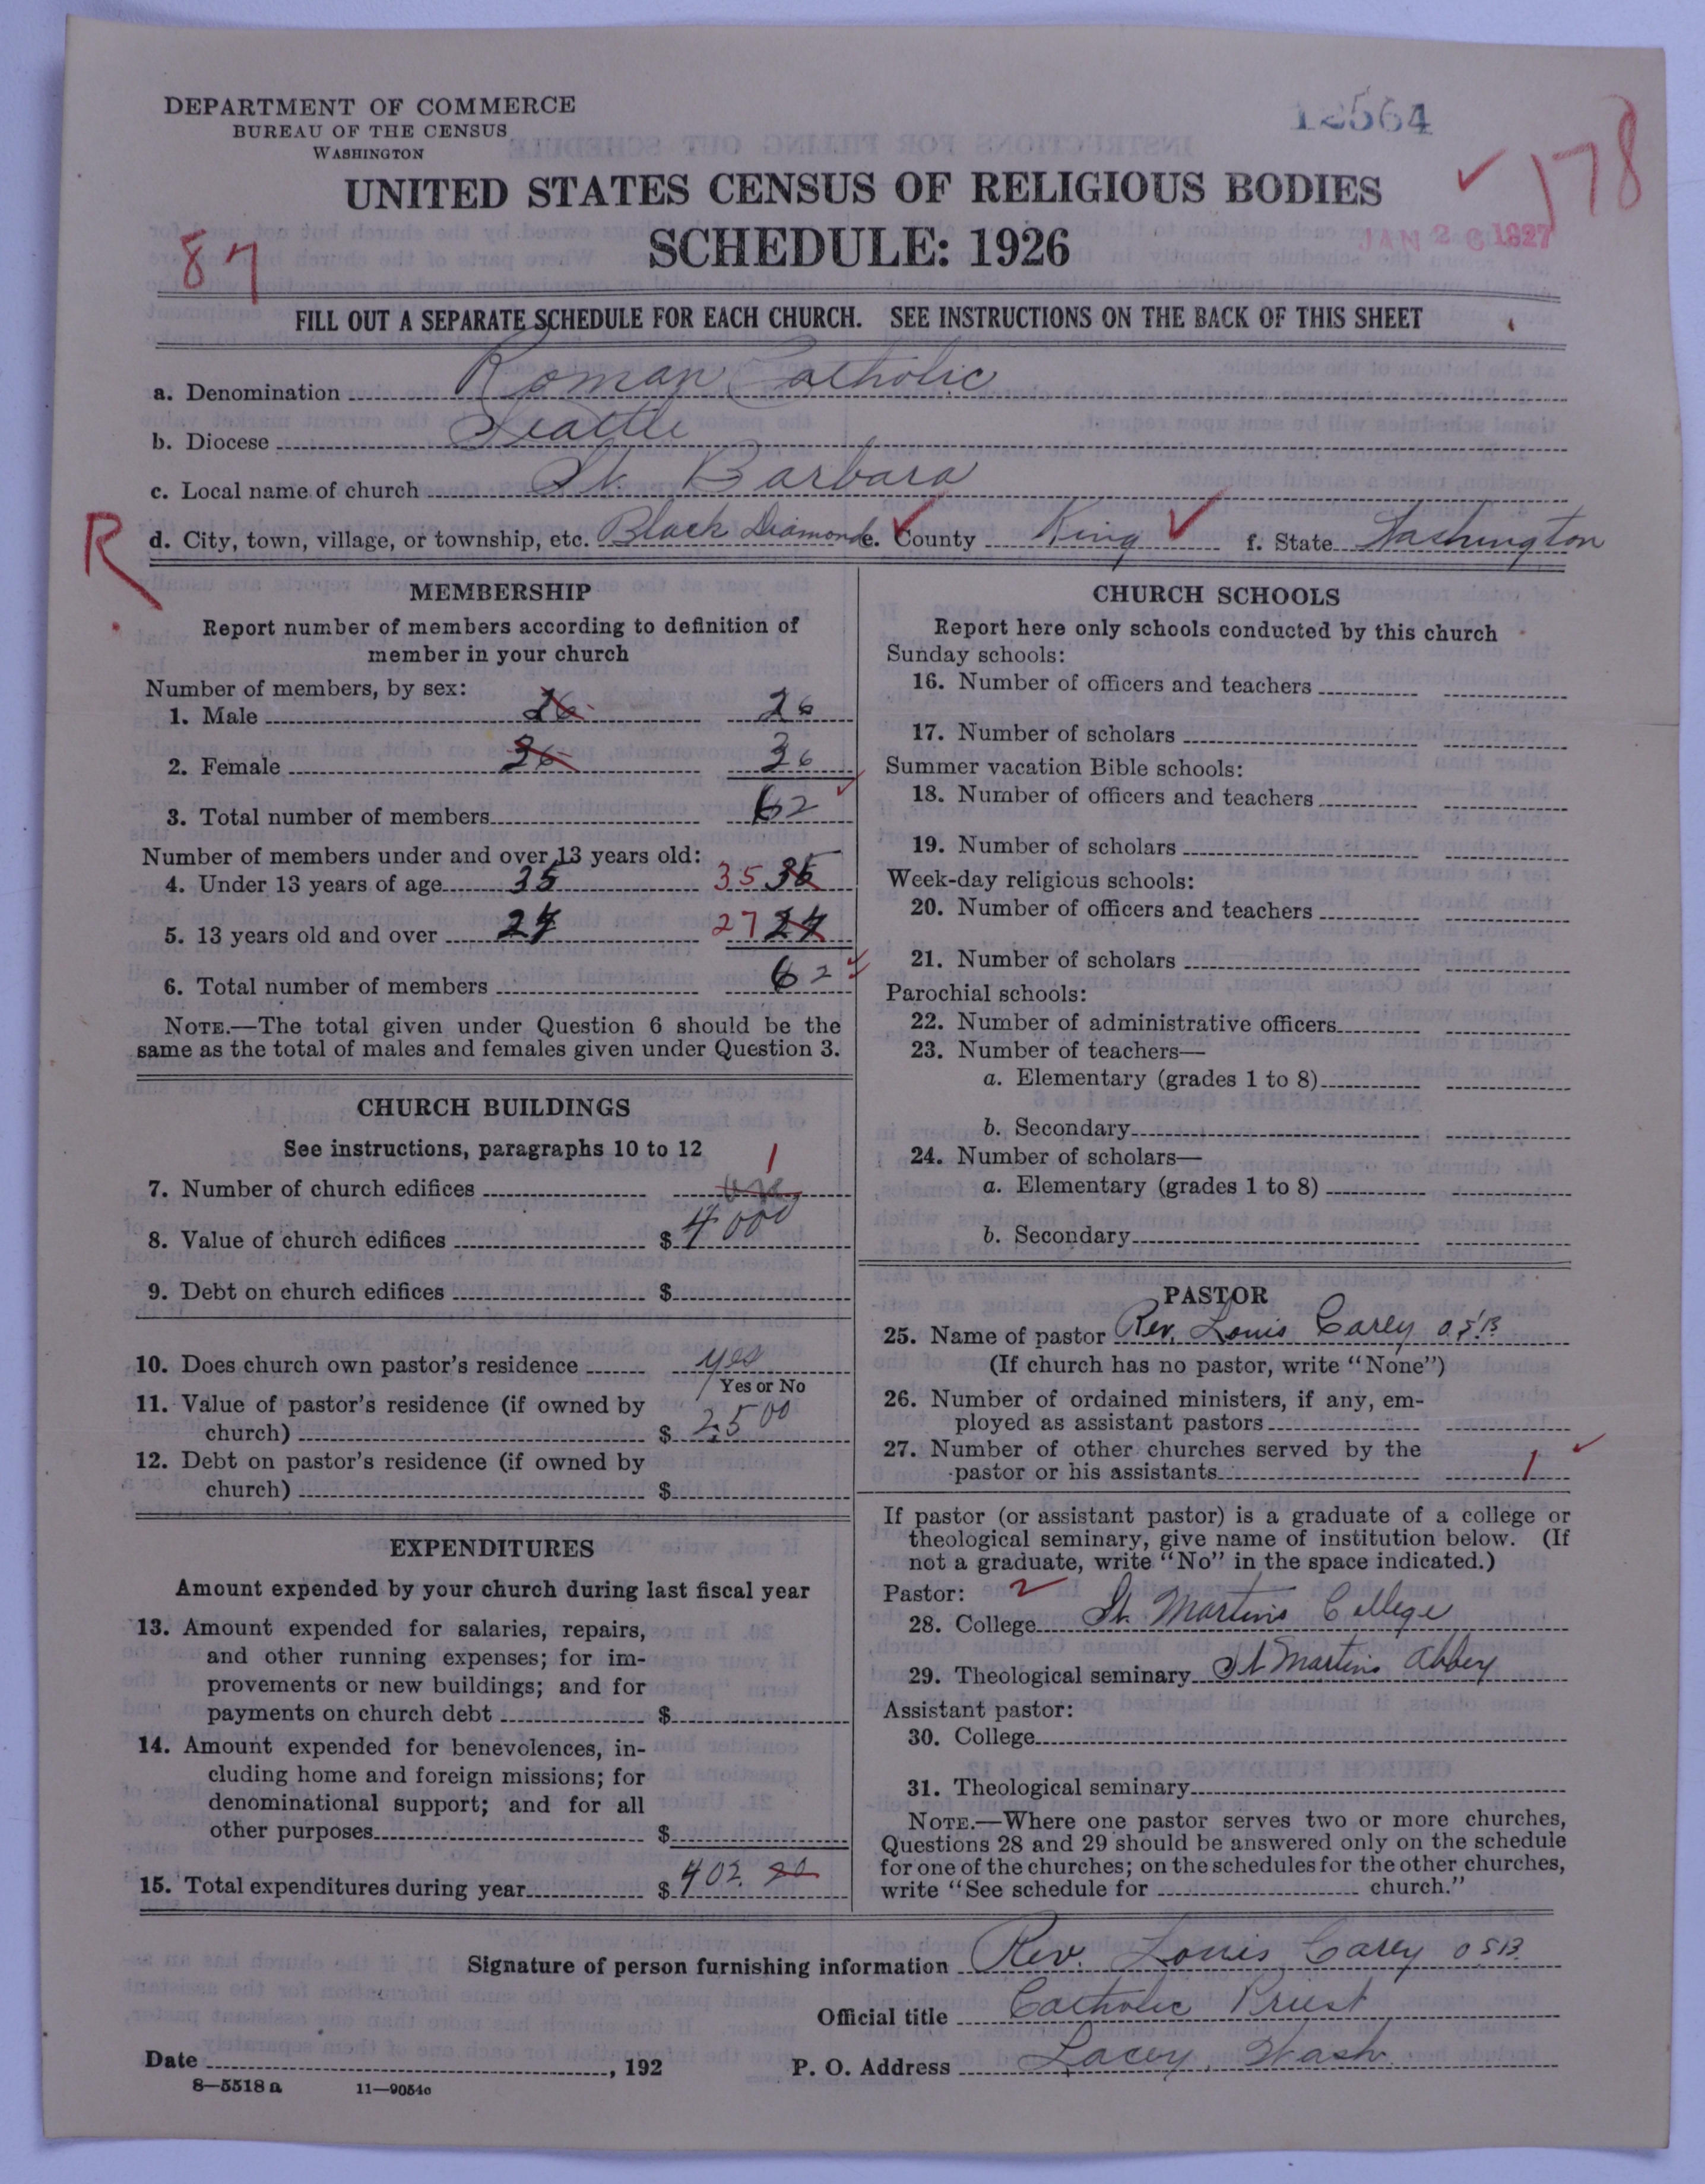 DEPARTMENT OF COMMERCE
BUREAU OF THE CENSUS
WASHINGTON
12564
178
UNITED STATES CENSUS OF RELIGIOUS BODIES
SCHEDULE: 1926
JAN 26 1927
87
FILL OUT A SEPARATE SCHEDULE FOR EACH CHURCH. SEE INSTRUCTIONS ON THE BACK OF THIS SHEET
a. Denomination Roman Catholic
b. Diocese Seattle
c. Local name of church St. Barbara
R
d. City, town, village, or township, etc. Black Diamond e. County King f. State Washington
MEMBERSHIP
Report number of members according to definition of
member in your church
Number of members, by sex:
1. Male 26 26
2. Female 36 36
3. Total number of members 62
Number of members under and over 13 years old:
4. Under 13 years of age 35 35
5. 13 years old and over 27 27
6. Total number of members 62
NOTE.—The total given under Question 6 should be the
same as the total of males and females given under Question 3.
CHURCH BUILDINGS
See instructions, paragraphs 10 to 12
7. Number of church edifices one 1
8. Value of church edifices $ 4000
9. Debt on church edifices $
10. Does church own pastor's residence yes
Yes or No
11. Value of pastor's residence (if owned by
church) $ 2500
12. Debt on pastor's residence (if owned by
church) $
EXPENDITURES
Amount expended by your church during last fiscal year
13. Amount expended for salaries, repairs,
and other running expenses; for im-
provements or new buildings; and for
payments on church debt $
14. Amount expended for benevolences, in-
cluding home and foreign missions; for
denominational support; and for all
other purposes $
15. Total expenditures during year $ 402.
CHURCH SCHOOLS
Report here only schools conducted by this church
Sunday schools:
16. Number of officers and teachers
17. Number of scholars
Summer vacation Bible schools:
18. Number of officers and teachers
19. Number of scholars
Week-day religious schools:
20. Number of officers and teachers
21. Number of scholars
Parochial schools:
22. Number of administrative officers
23. Number of teachers—
a. Elementary (grades 1 to 8)
b. Secondary
24. Number of scholars—
a. Elementary (grades 1 to 8)
b. Secondary
PASTOR
25. Name of pastor Rev. Louis Carey O.S.B.
(If church has no pastor, write "None")
26. Number of ordained ministers, if any, em-
ployed as assistant pastors
27. Number of other churches served by the
pastor or his assistants 1
If pastor (or assistant pastor) is a graduate of a college or
theological seminary, give name of institution below. (If
not a graduate, write "No" in the space indicated.)
Pastor: 2
28. College St. Martin's College
29. Theological seminary St Martins Abbey
Assistant pastor:
30. College
31. Theological seminary
NOTE.—Where one pastor serves two or more churches,
Questions 28 and 29 should be answered only on the schedule
for one of the churches; on the schedules for the other churches,
write "See schedule for church."
Signature of person furnishing information Rev. Louis Carey O S B.
Official title Catholic Priest
Date , 192 P. O. Address Lacey, Wash.
8—5518 a 11—9054c